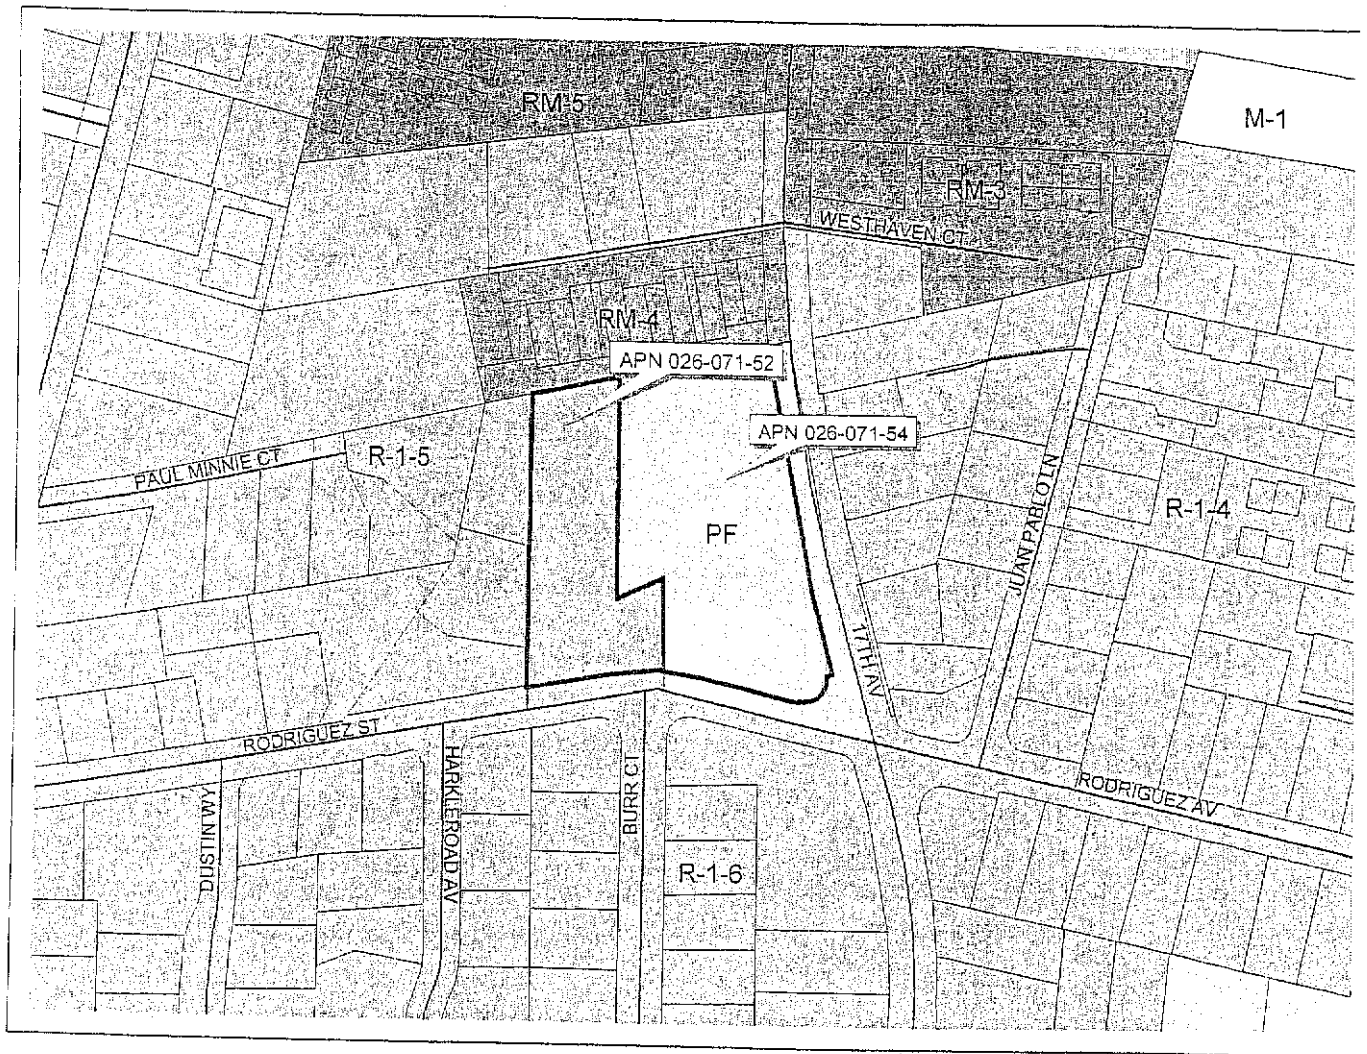 RM-5
M-1
RM-3
WESTHAVEN CT
RM-4
APN 026-071-52
APN 026-071-54
R 1-5
PAUL MINNIE CT
JUAN PABLO LN
R-1-4
PF
17TH AV
RODRIGUEZ ST
HARKLEROAD AV
BURR CT
DUSTIN WY
RODRIGUEZ AV
R-1-6